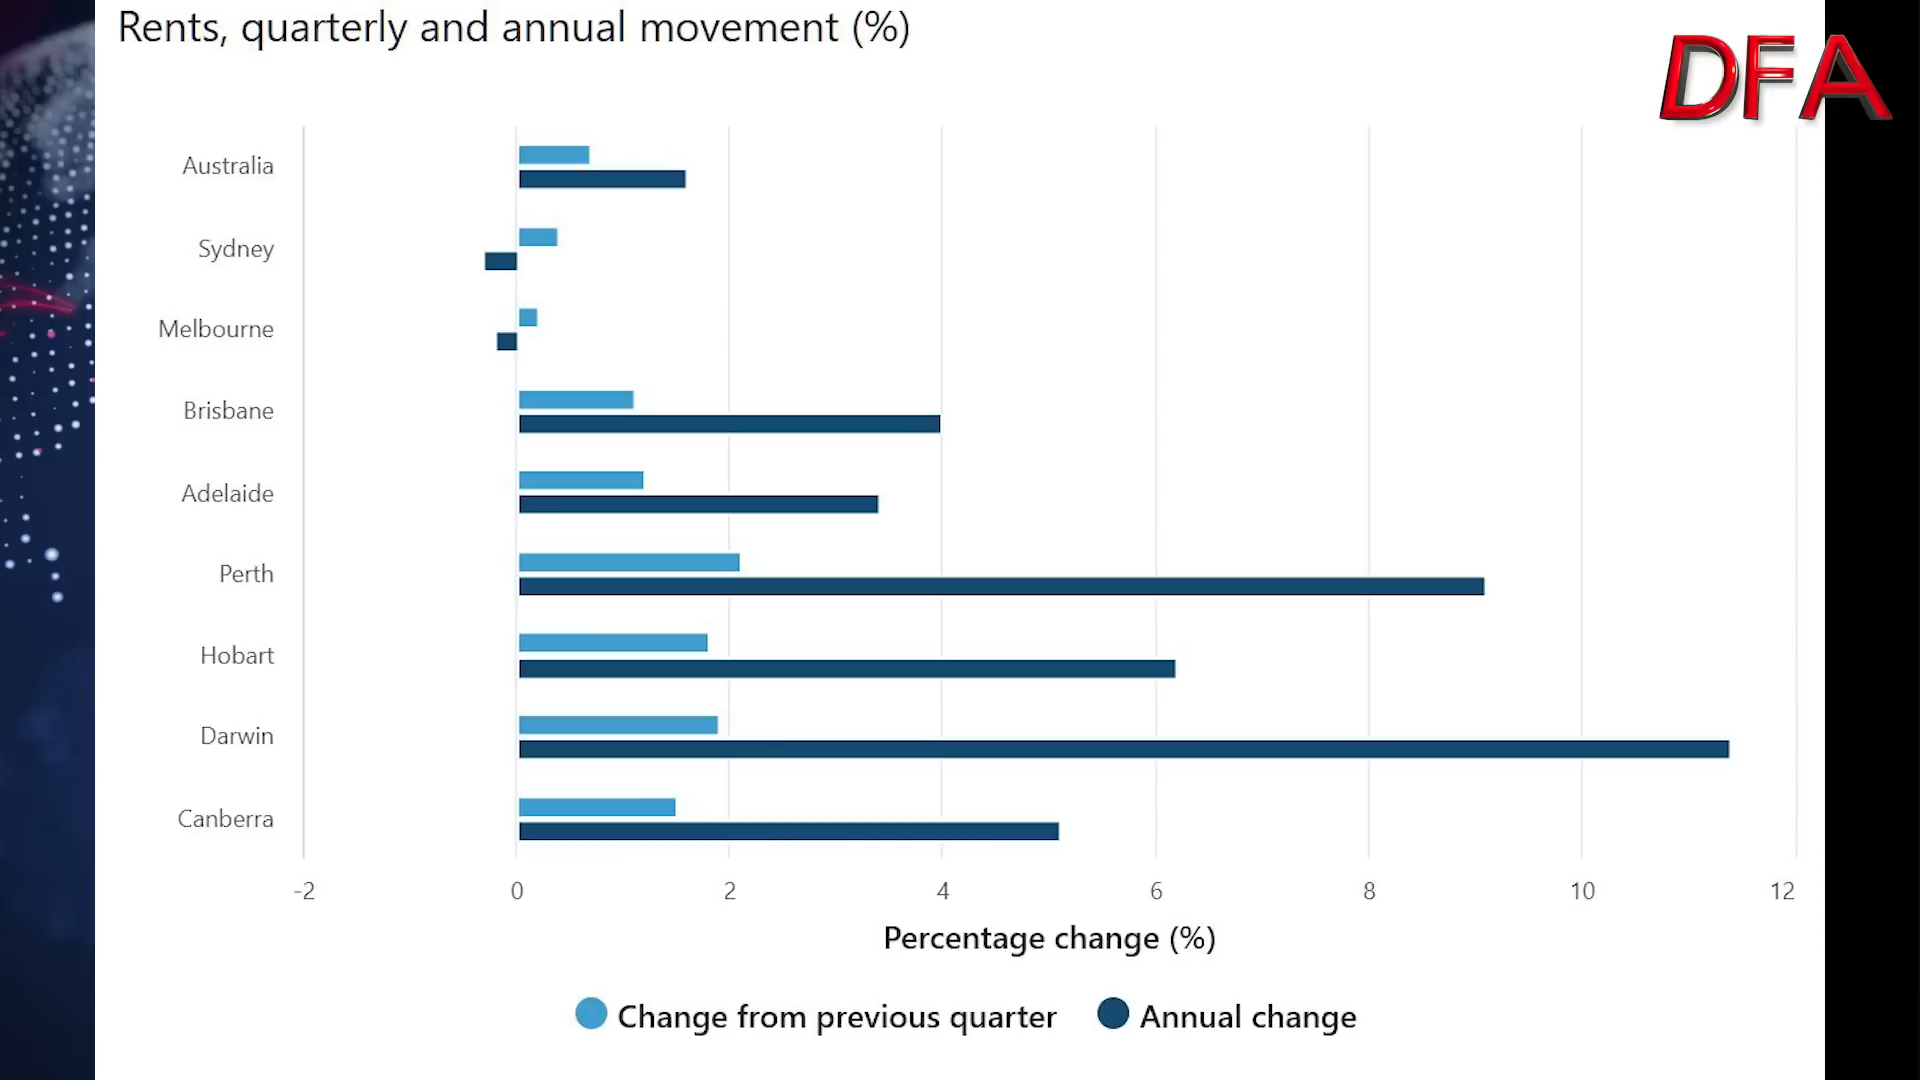 Rents, quarterly and annual movement (%)
DFA
Australia
Sydney
Melbourne
Brisbane
Adelaide
Perth
Hobart
Darwin
Canberra
-2 0 2 4 6 8 10 12
Percentage change (%)
Change from previous quarter Annual change